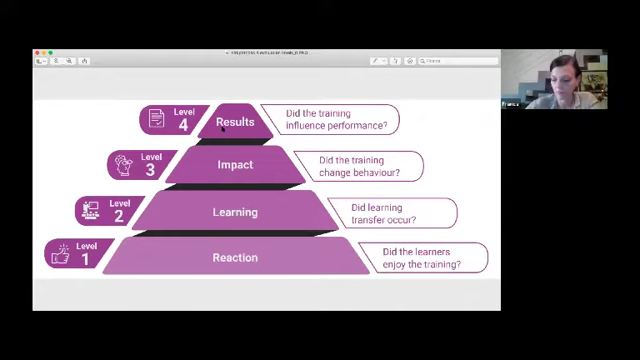 Search
Level
4
Results
Did the training
influence performance?
Level
3
Impact
Did the training
change behaviour?
Level
2
Learning
Did learning
transfer occur?
Level
1
Reaction
Did the learners
enjoy the training?